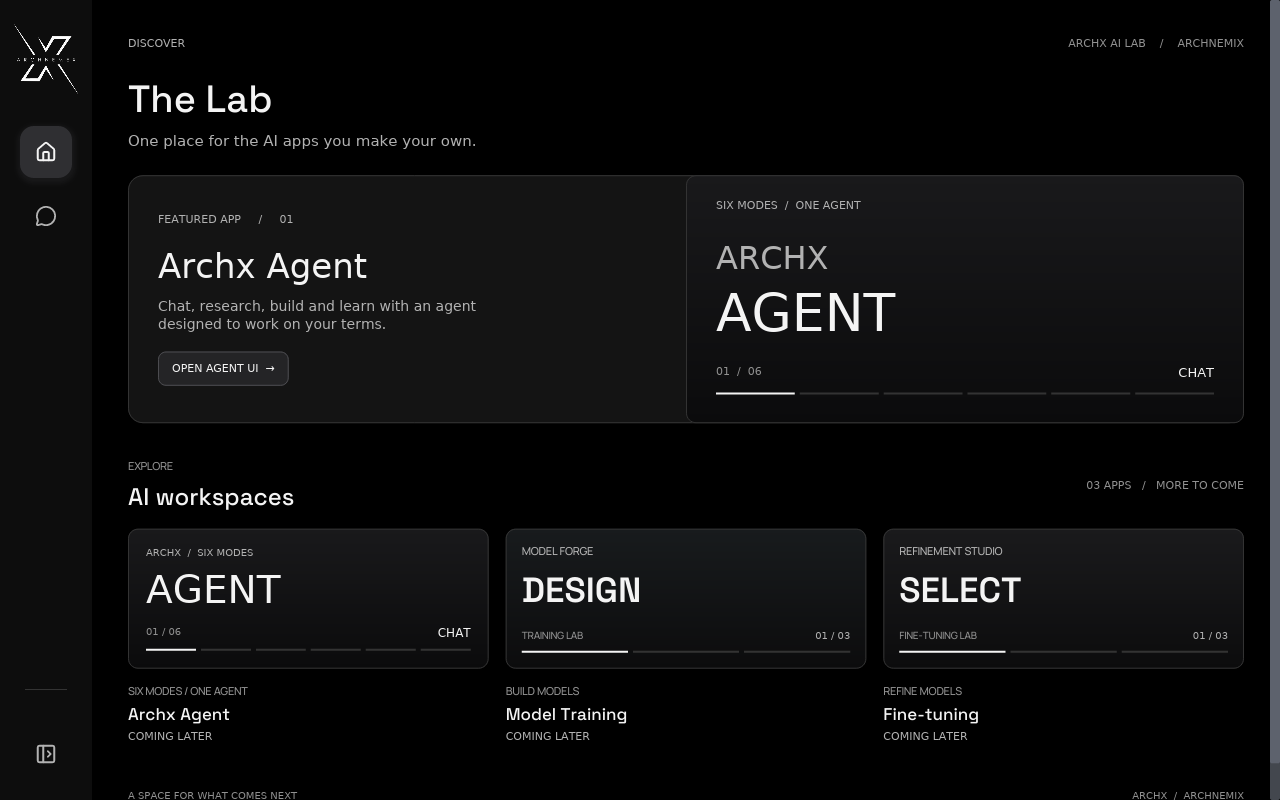 ARCHNEMIX
DISCOVER
ARCHX AI LAB / ARCHNEMIX
The Lab
One place for the AI apps you make your own.
FEATURED APP / 01
Archx Agent
Chat, research, build and learn with an agent
designed to work on your terms.
OPEN AGENT UI →
SIX MODES / ONE AGENT
ARCHX
AGENT
01 / 06
CHAT
EXPLORE
AI workspaces
03 APPS / MORE TO COME
ARCHX / SIX MODES
AGENT
01 / 06
CHAT
SIX MODES / ONE AGENT
Archx Agent
COMING LATER
MODEL FORGE
DESIGN
TRAINING LAB
01 / 03
BUILD MODELS
Model Training
COMING LATER
REFINEMENT STUDIO
SELECT
FINE-TUNING LAB
01 / 03
REFINE MODELS
Fine-tuning
COMING LATER
A SPACE FOR WHAT COMES NEXT
ARCHX / ARCHNEMIX